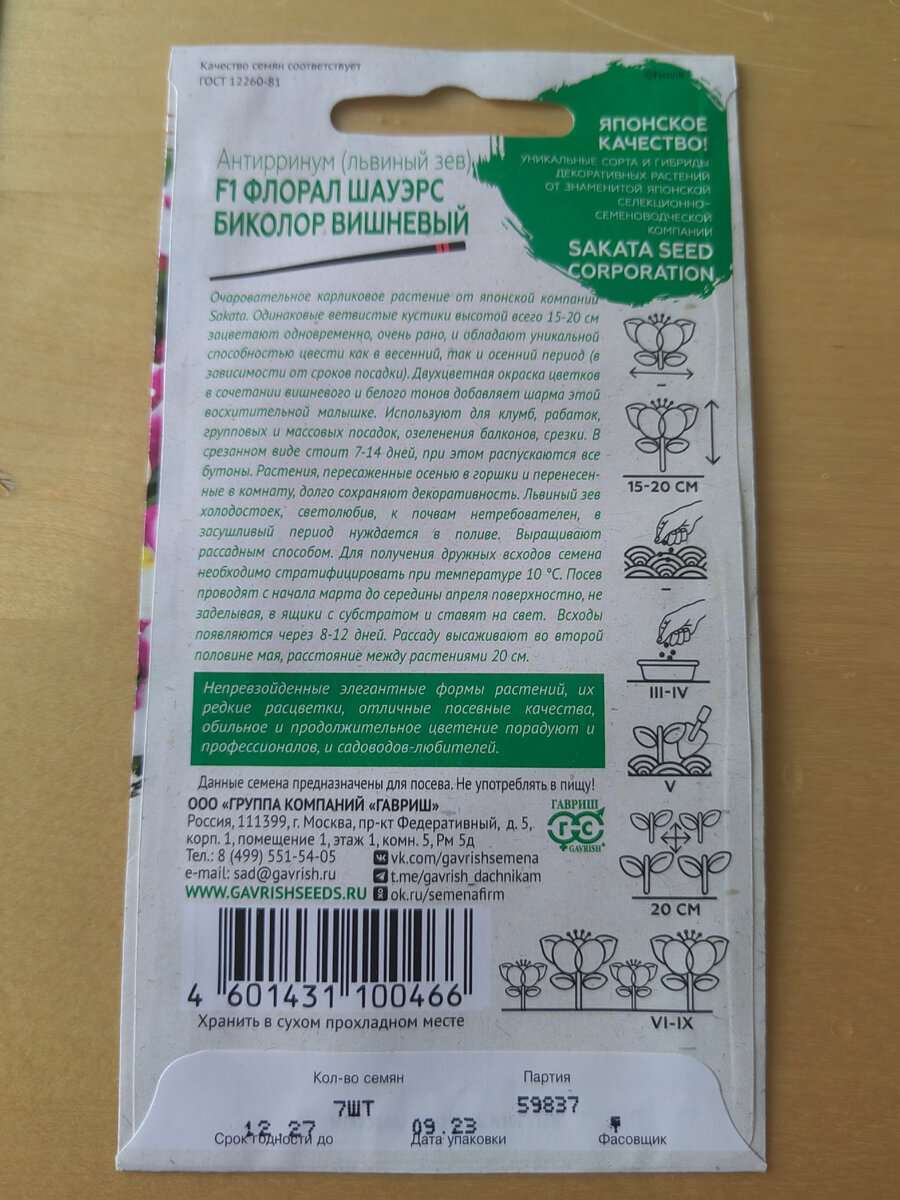 Качество семян соответствует
ГОСТ 12260-81
©Novik
ЯПОНСКОЕ
КАЧЕСТВО!
УНИКАЛЬНЫЕ СОРТА И ГИБРИДЫ
ДЕКОРАТИВНЫХ РАСТЕНИЙ
ОТ ЗНАМЕНИТОЙ ЯПОНСКОЙ
СЕЛЕКЦИОННО-
СЕМЕНОВОДЧЕСКОЙ
КОМПАНИИ
SAKATA SEED
CORPORATION
Антирринум (львиный зев)
F1 ФЛОРАЛ ШАУЭРС
БИКОЛОР ВИШНЕВЫЙ
Очаровательное карликовое растение от японской компании
Sakata. Одинаковые ветвистые кустики высотой всего 15-20 см
зацветают одновременно, очень рано, и обладают уникальной
способностью цвести как в весенний, так и осенний период (в
зависимости от сроков посадки). Двухцветная окраска цветков
в сочетании вишневого и белого тонов добавляет шарма этой
восхитительной малышке. Используют для клумб, рабаток,
групповых и массовых посадок, озеленения балконов, срезки. В
срезанном виде стоит 7-14 дней, при этом распускаются все
бутоны. Растения, пересаженные осенью в горшки и перенесен-
ные в комнату, долго сохраняют декоративность. Львиный зев
холодостоек, светолюбив, к почвам нетребователен, в
засушливый период нуждается в поливе. Выращивают
рассадным способом. Для получения дружных всходов семена
необходимо стратифицировать при температуре 10 °С. Посев
проводят с начала марта до середины апреля поверхностно, не
заделывая, в ящики с субстратом и ставят на свет. Всходы
появляются через 8-12 дней. Рассаду высаживают во второй
половине мая, расстояние между растениями 20 см.
Непревзойденные элегантные формы растений, их
редкие расцветки, отличные посевные качества,
обильное и продолжительное цветение порадуют и
профессионалов, и садоводов-любителей.
–
15-20 СМ
–
III-IV
V
20 СМ
VI-IX
Данные семена предназначены для посева. Не употреблять в пищу!
ООО «ГРУППА КОМПАНИЙ «ГАВРИШ»
Россия, 111399, г. Москва, пр-кт Федеративный, д. 5,
корп. 1, помещение 1, этаж 1, комн. 5, Рм 5д
Тел.: 8 (499) 551-54-05
vk.com/gavrishsemena
e-mail: sad@gavrish.ru
t.me/gavrish_dachnikam
WWW.GAVRISHSEEDS.RU
ok.ru/semenafirm
ГАВРИШ
Г-С
GAVRISH®
4 601431 100466
Хранить в сухом прохладном месте
Кол-во семян
Партия
7ШТ
59837
12.27
09.23
Срок годности до
Дата упаковки
Фасовщик